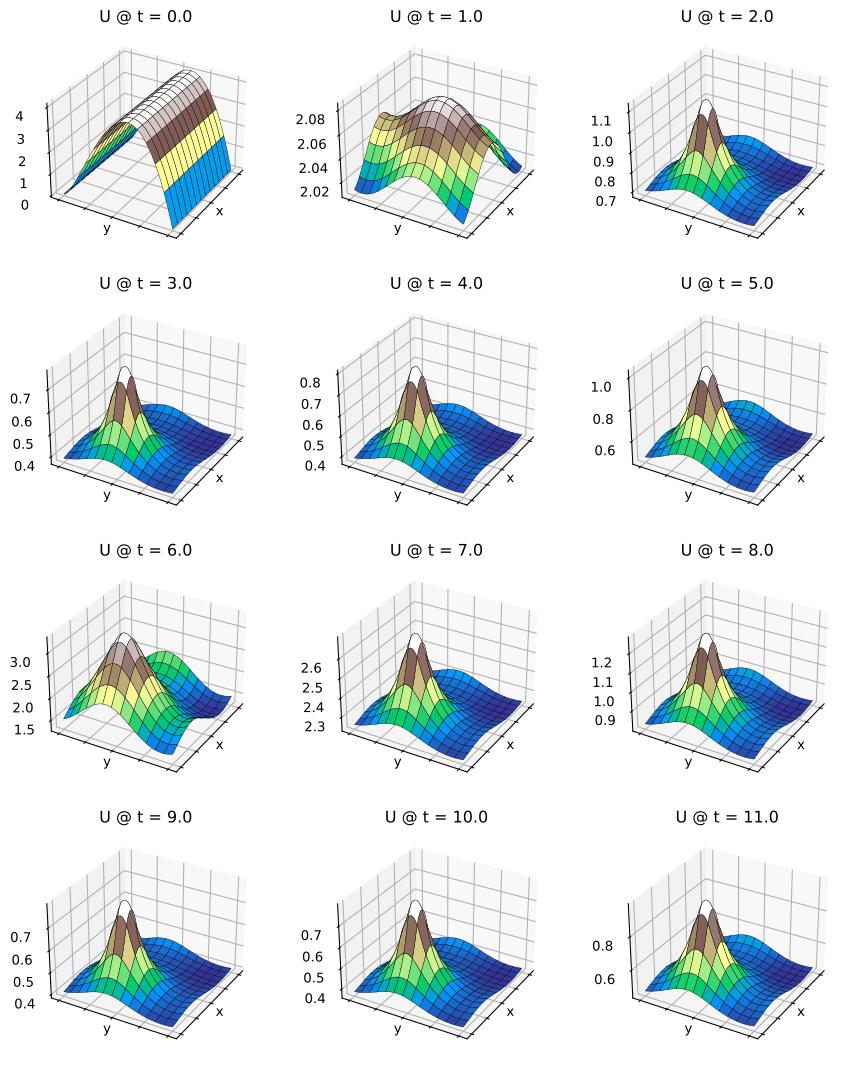 U @ t = 0.0
4
3
2
1
0
y
x
U @ t = 1.0
2.08
2.06
2.04
2.02
y
x
U @ t = 2.0
1.1
1.0
0.9
0.8
0.7
y
x
U @ t = 3.0
0.7
0.6
0.5
0.4
y
x
U @ t = 4.0
0.8
0.7
0.6
0.5
0.4
y
x
U @ t = 5.0
1.0
0.8
0.6
y
x
U @ t = 6.0
3.0
2.5
2.0
1.5
y
x
U @ t = 7.0
2.6
2.5
2.4
2.3
y
x
U @ t = 8.0
1.2
1.1
1.0
0.9
y
x
U @ t = 9.0
0.7
0.6
0.5
0.4
y
x
U @ t = 10.0
0.7
0.6
0.5
0.4
y
x
U @ t = 11.0
0.8
0.6
y
x